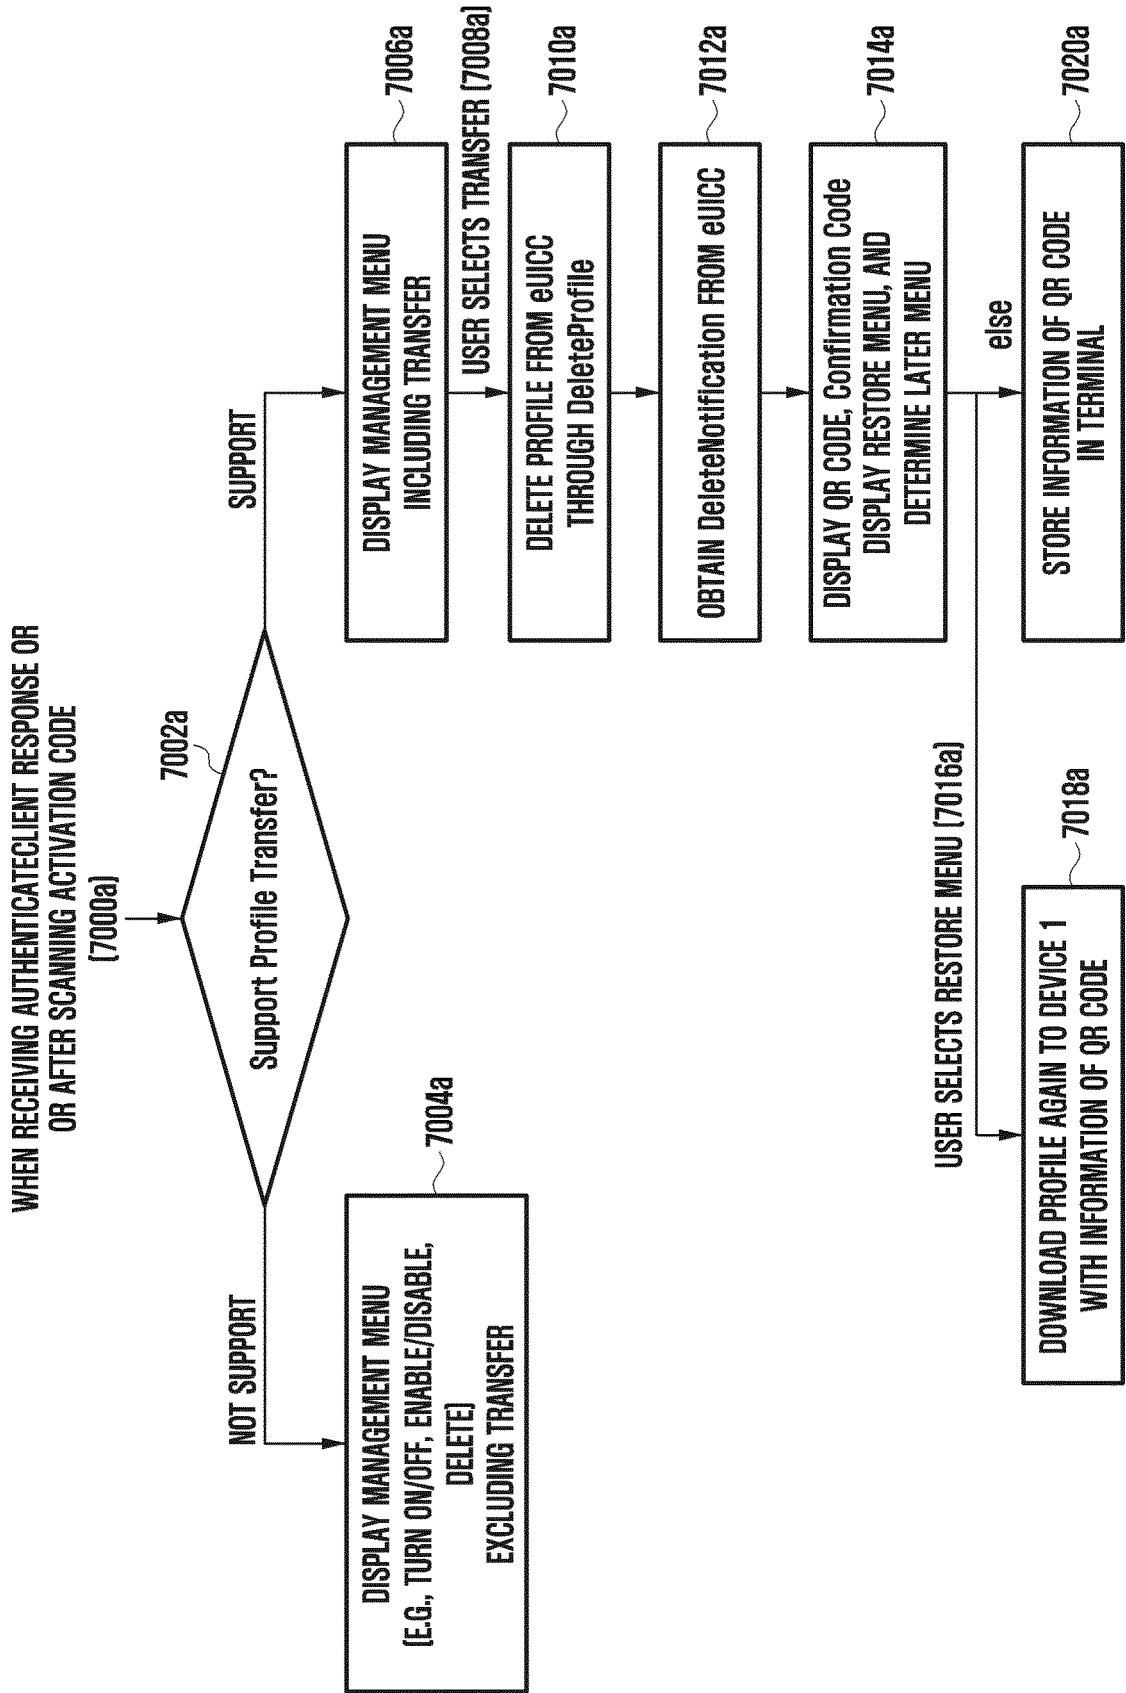 WHEN RECEIVING AUTHENTICATECLIENT RESPONSE OR
OR AFTER SCANNING ACTIVATION CODE
(7000a)
7002a
Support Profile Transfer?
NOT SUPPORT
SUPPORT
7004a
DISPLAY MANAGEMENT MENU
(E.G., TURN ON/OFF, ENABLE/DISABLE,
DELETE)
EXCLUDING TRANSFER
7006a
DISPLAY MANAGEMENT MENU
INCLUDING TRANSFER
USER SELECTS TRANSFER (7008a)
7010a
DELETE PROFILE FROM eUICC
THROUGH DeleteProfile
7012a
OBTAIN DeleteNotification FROM eUICC
7014a
DISPLAY QR CODE, Confirmation Code
DISPLAY RESTORE MENU, AND
DETERMINE LATER MENU
USER SELECTS RESTORE MENU (7016a)
else
7018a
DOWNLOAD PROFILE AGAIN TO DEVICE 1
WITH INFORMATION OF QR CODE
7020a
STORE INFORMATION OF QR CODE
IN TERMINAL